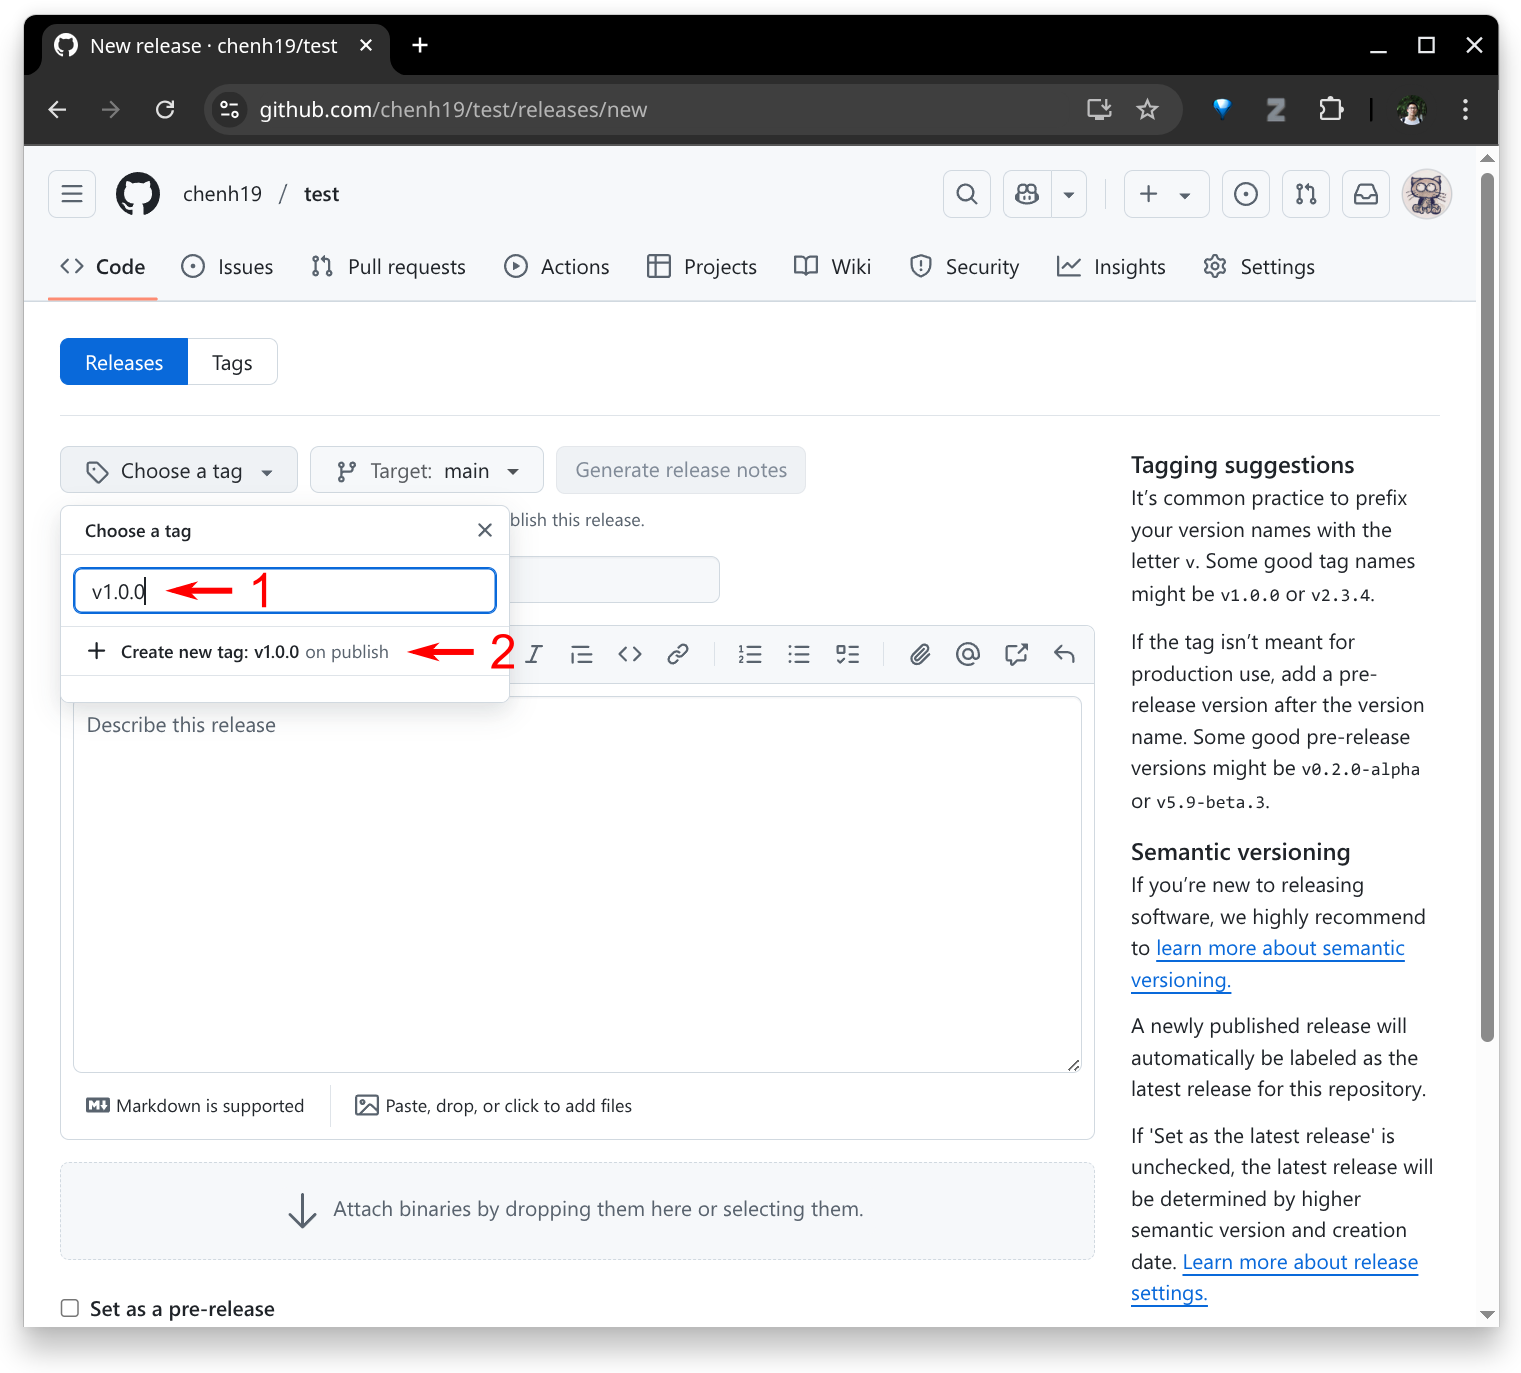 New release · chenh19/test
github.com/chenh19/test/releases/new
chenh19 / test
Code
Issues
Pull requests
Actions
Projects
Wiki
Security
Insights
Settings
Releases
Tags
Choose a tag
Target: main
Generate release notes
Choose a tag
blish this release.
v1.0.0
1
Create new tag: v1.0.0 on publish
2
Describe this release
Markdown is supported
Paste, drop, or click to add files
Attach binaries by dropping them here or selecting them.
Set as a pre-release
Tagging suggestions
It’s common practice to prefix
your version names with the
letter v. Some good tag names
might be v1.0.0 or v2.3.4.
If the tag isn’t meant for
production use, add a pre-
release version after the version
name. Some good pre-release
versions might be v0.2.0-alpha
or v5.9-beta.3.
Semantic versioning
If you’re new to releasing
software, we highly recommend
to learn more about semantic
versioning.
A newly published release will
automatically be labeled as the
latest release for this repository.
If 'Set as the latest release' is
unchecked, the latest release will
be determined by higher
semantic version and creation
date. Learn more about release
settings.